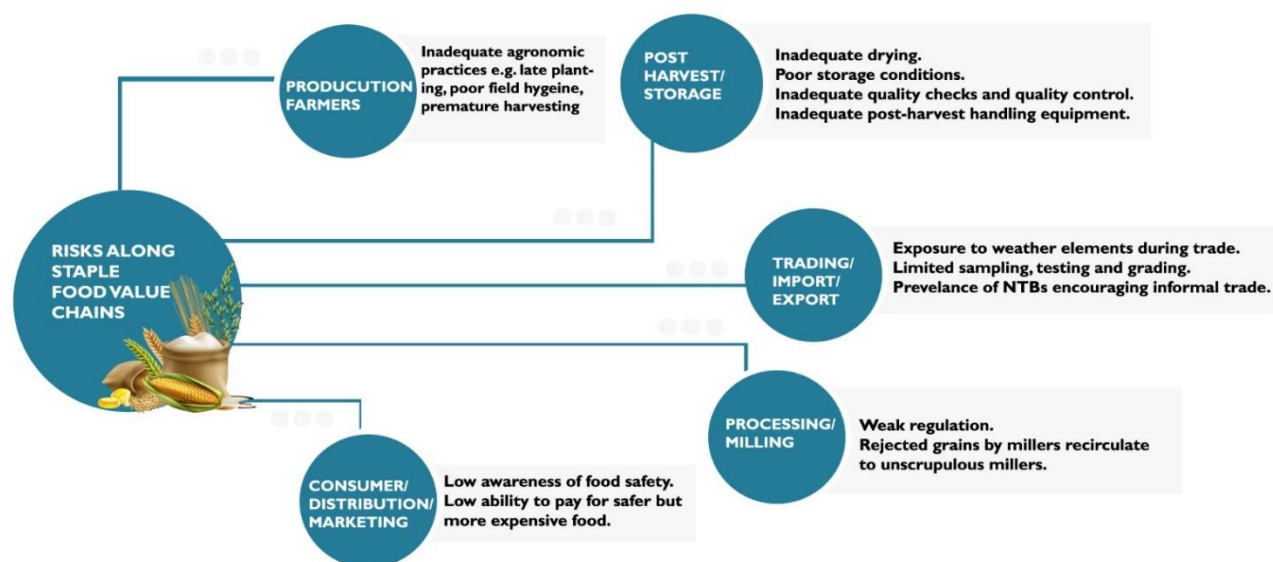 PRODUCUTION
FARMERS
Inadequate agronomic
practices e.g. late plant-
ing, poor field hygeine,
premature harvesting
POST
HARVEST/
STORAGE
Inadequate drying.
Poor storage conditions.
Inadequate quality checks and quality control.
Inadequate post-harvest handling equipment.
RISKS ALONG
STAPLE
FOOD VALUE
CHAINS
TRADING/
IMPORT/
EXPORT
Exposure to weather elements during trade.
Limited sampling, testing and grading.
Prevelance of NTBs encouraging informal trade.
PROCESSING/
MILLING
Weak regulation.
Rejected grains by millers recirculate
to unscrupulous millers.
CONSUMER/
DISTRIBUTION/
MARKETING
Low awareness of food safety.
Low ability to pay for safer but
more expensive food.